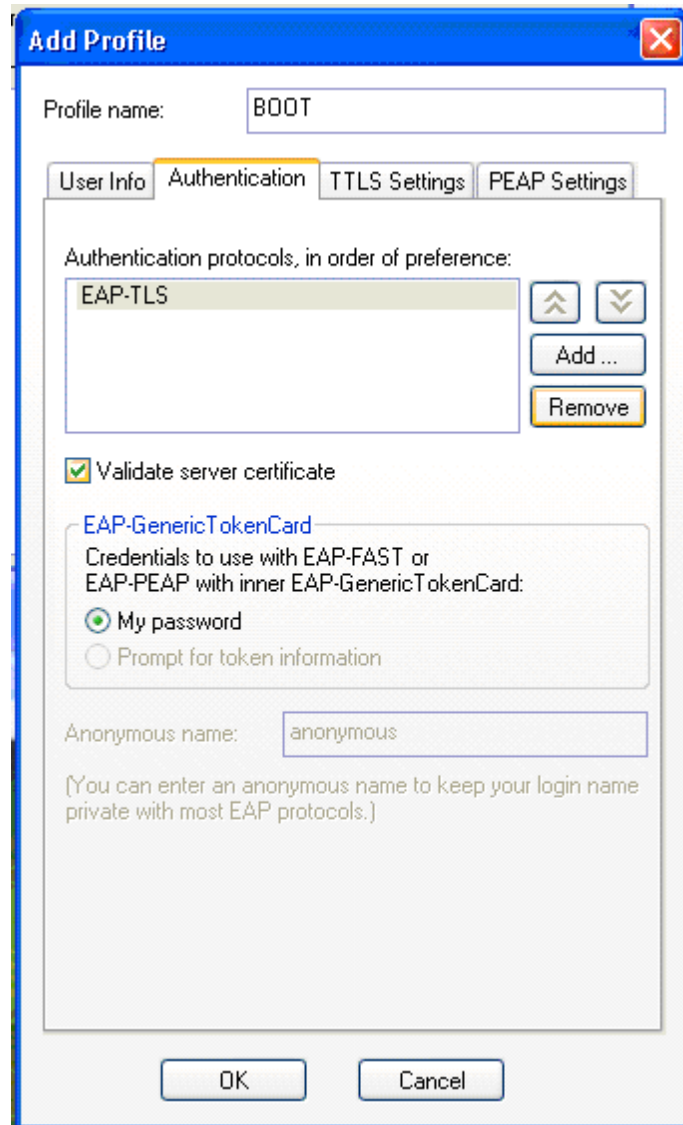 Add Profile
Profile name: BOOT
User Info Authentication TTLS Settings PEAP Settings
Authentication protocols, in order of preference:
EAP-TLS
Add ...
Remove
Validate server certificate
EAP-GenericTokenCard
Credentials to use with EAP-FAST or
EAP-PEAP with inner EAP-GenericTokenCard:
My password
Prompt for token information
Anonymous name: anonymous
(You can enter an anonymous name to keep your login name
private with most EAP protocols.)
OK Cancel